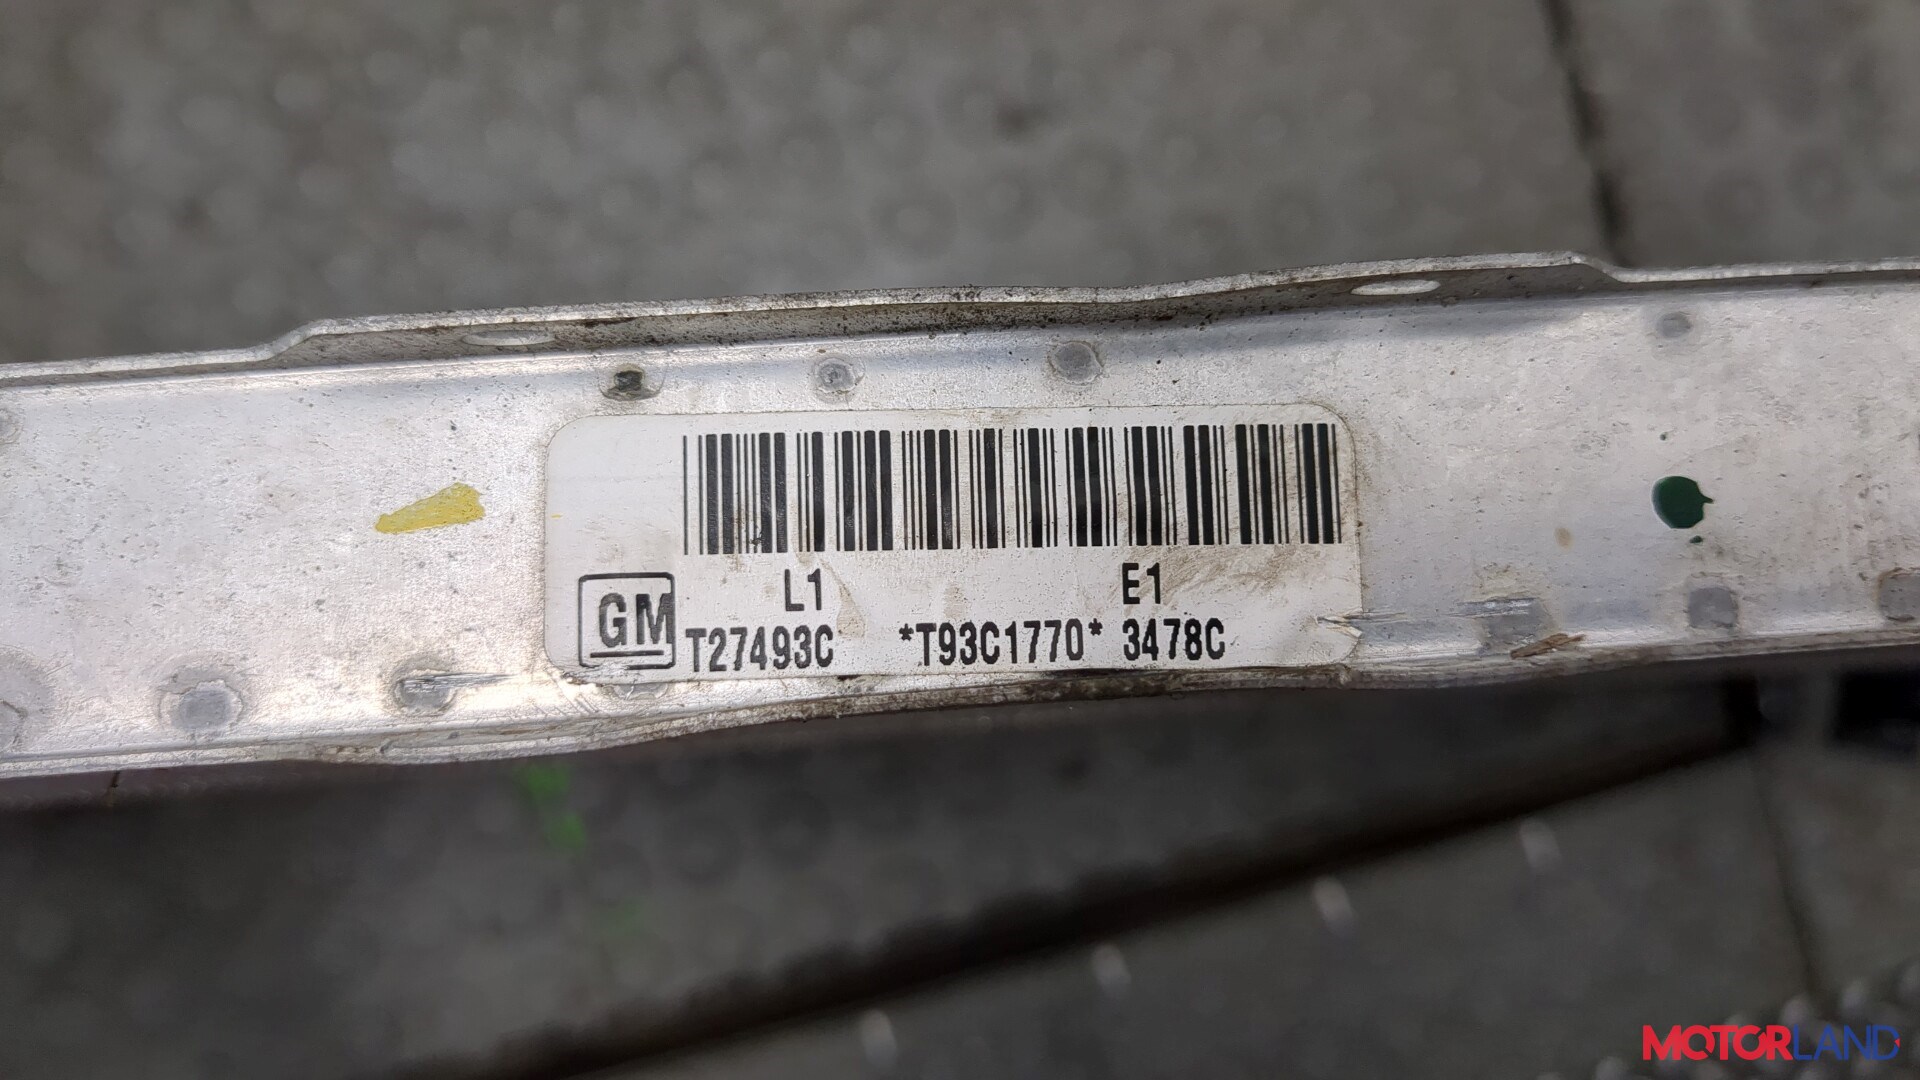 L1 E1
GM T27493C *T93C1770* 3478C
MOTORLAND